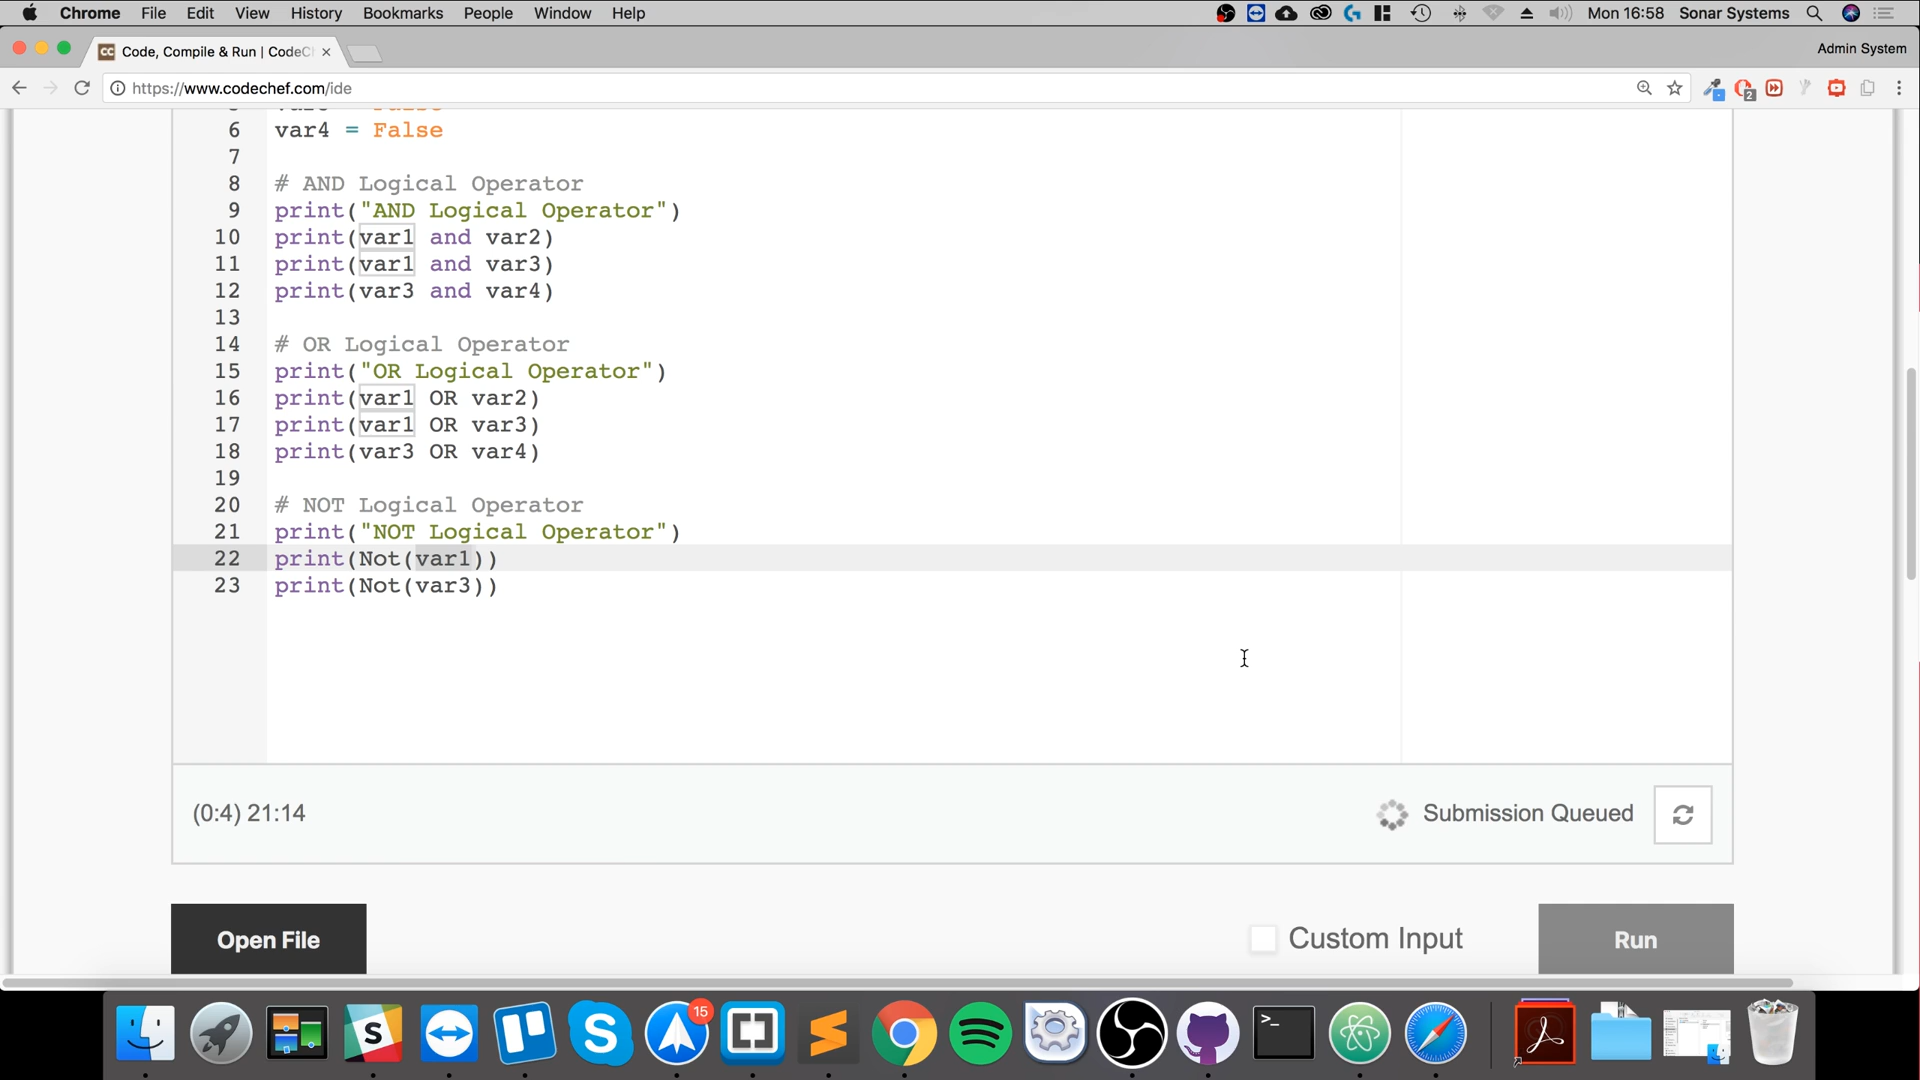 Chrome File Edit View History Bookmarks People Window Help
Mon 16:58 Sonar Systems
Code, Compile & Run | CodeC
Admin System
https://www.codechef.com/ide
2
6 var4 = False
7
8 # AND Logical Operator
9 print("AND Logical Operator")
10 print(var1 and var2)
11 print(var1 and var3)
12 print(var3 and var4)
13
14 # OR Logical Operator
15 print("OR Logical Operator")
16 print(var1 OR var2)
17 print(var1 OR var3)
18 print(var3 OR var4)
19
20 # NOT Logical Operator
21 print("NOT Logical Operator")
22 print(Not(var1))
23 print(Not(var3))
(0:4) 21:14
Submission Queued
Open File
Custom Input
Run
15